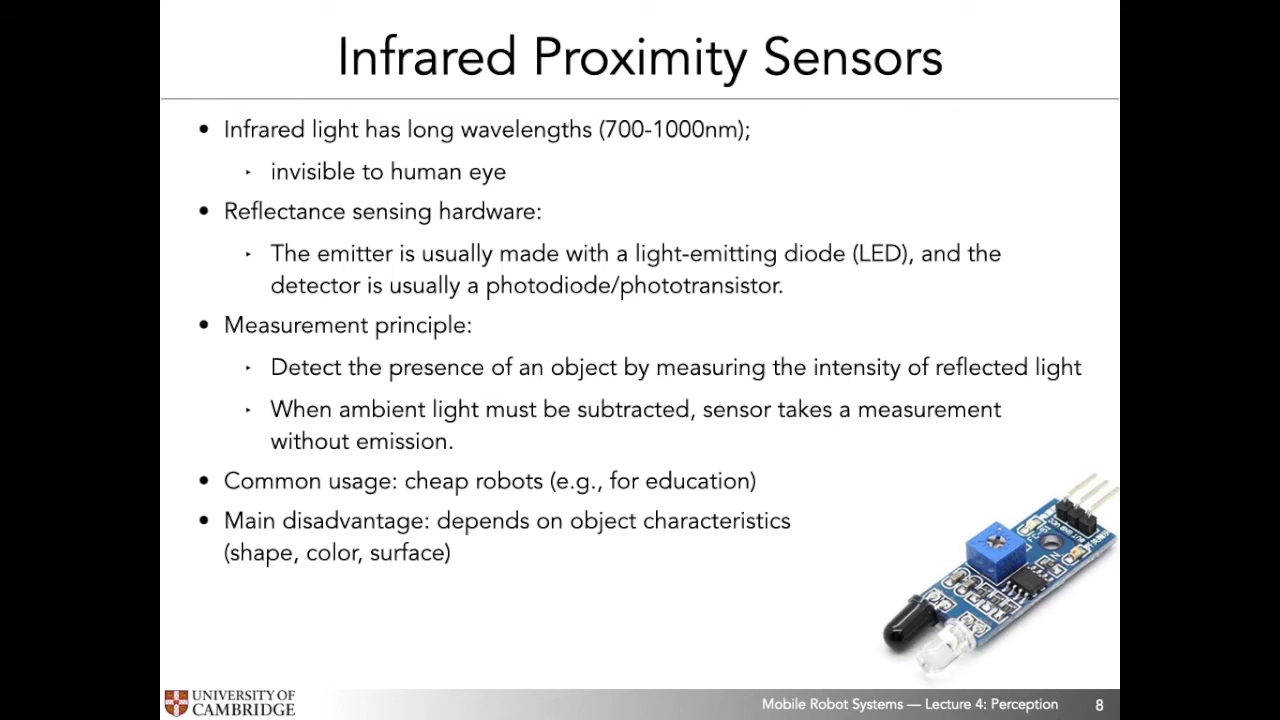 Infrared Proximity Sensors
• Infrared light has long wavelengths (700-1000nm);
‣ invisible to human eye
• Reflectance sensing hardware:
‣ The emitter is usually made with a light-emitting diode (LED), and the
detector is usually a photodiode/phototransistor.
• Measurement principle:
‣ Detect the presence of an object by measuring the intensity of reflected light
‣ When ambient light must be subtracted, sensor takes a measurement
without emission.
• Common usage: cheap robots (e.g., for education)
• Main disadvantage: depends on object characteristics
(shape, color, surface)
UNIVERSITY OF
CAMBRIDGE
Mobile Robot Systems — Lecture 4: Perception 8